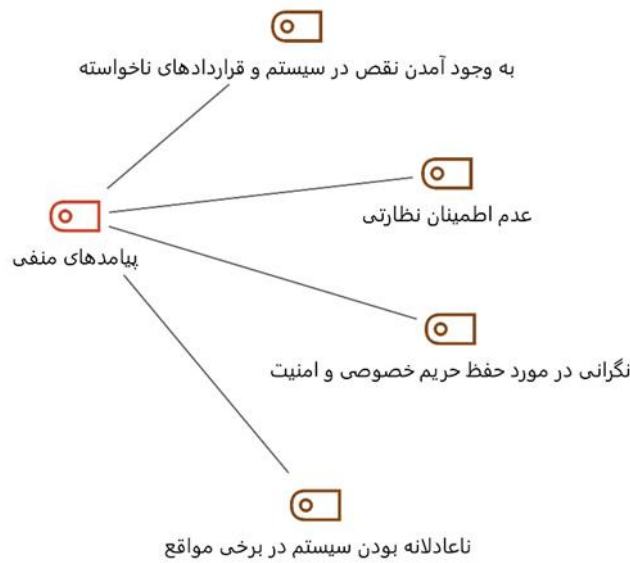 به وجود آمدن نقص در سیستم و قراردادهای ناخواسته
عدم اطمینان نظارتی
پیامدهای منفی
نگرانی در مورد حفظ حریم خصوصی و امنیت
ناعادلانه بودن سیستم در برخی مواقع